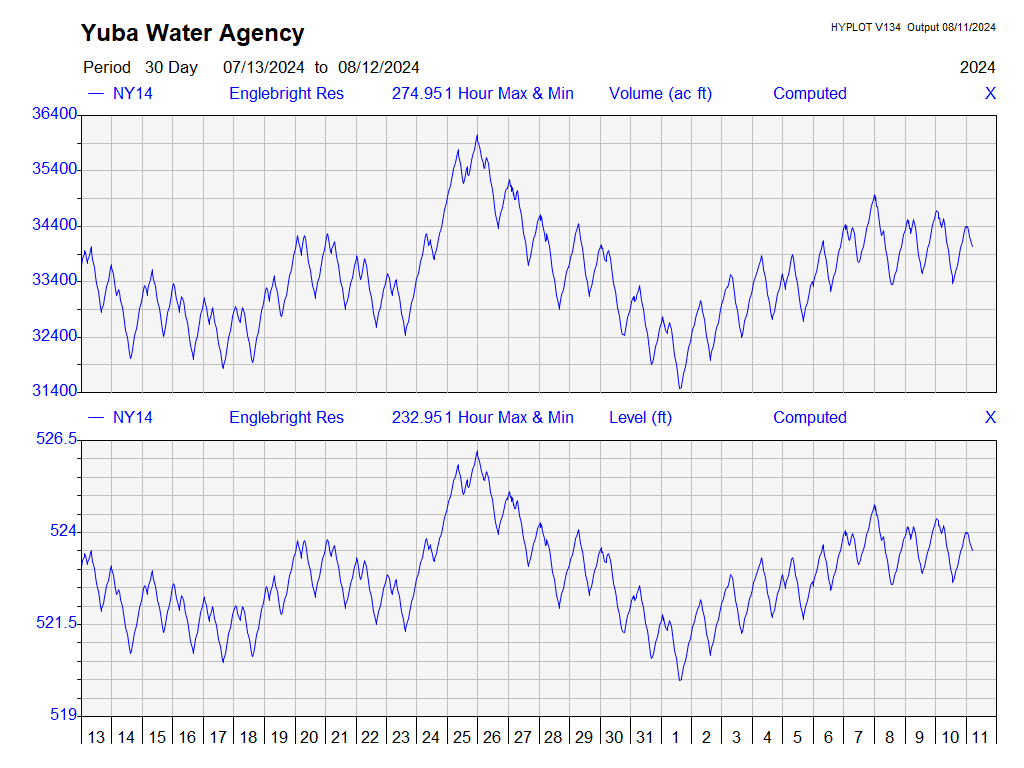 Yuba Water Agency
HYPLOT V134 Output 08/11/2024
Period 30 Day 07/13/2024 to 08/12/2024
2024
NY14 Englebright Res 274.951 Hour Max & Min Volume (ac ft) Computed X
36400
35400
34400
33400
32400
31400
NY14 Englebright Res 232.951 Hour Max & Min Level (ft) Computed X
526.5
524
521.5
519
13 14 15 16 17 18 19 20 21 22 23 24 25 26 27 28 29 30 31 1 2 3 4 5 6 7 8 9 10 11